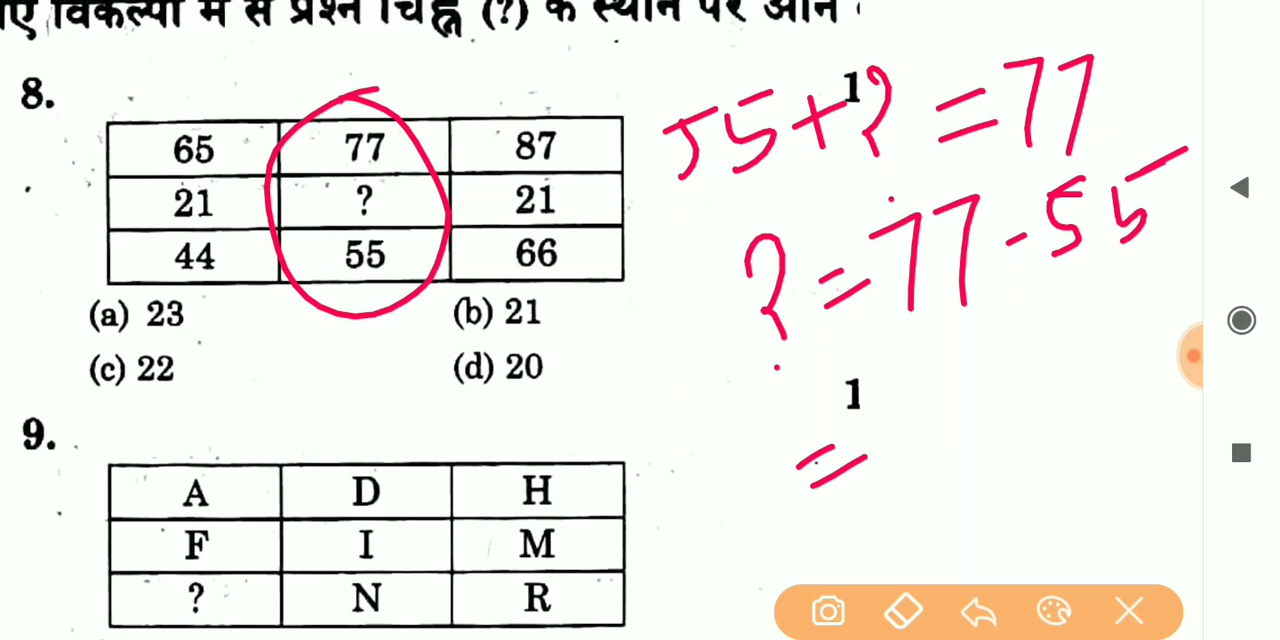 विकल्पों में से प्रश्न चिह्न (?) के स्थान पर आने
8.
65 77 87
21 ? 21
44 55 66
(a) 23 (b) 21
(c) 22 (d) 20
55+? =77
?=77-55
=
1
1
9.
A D H
F I M
? N R